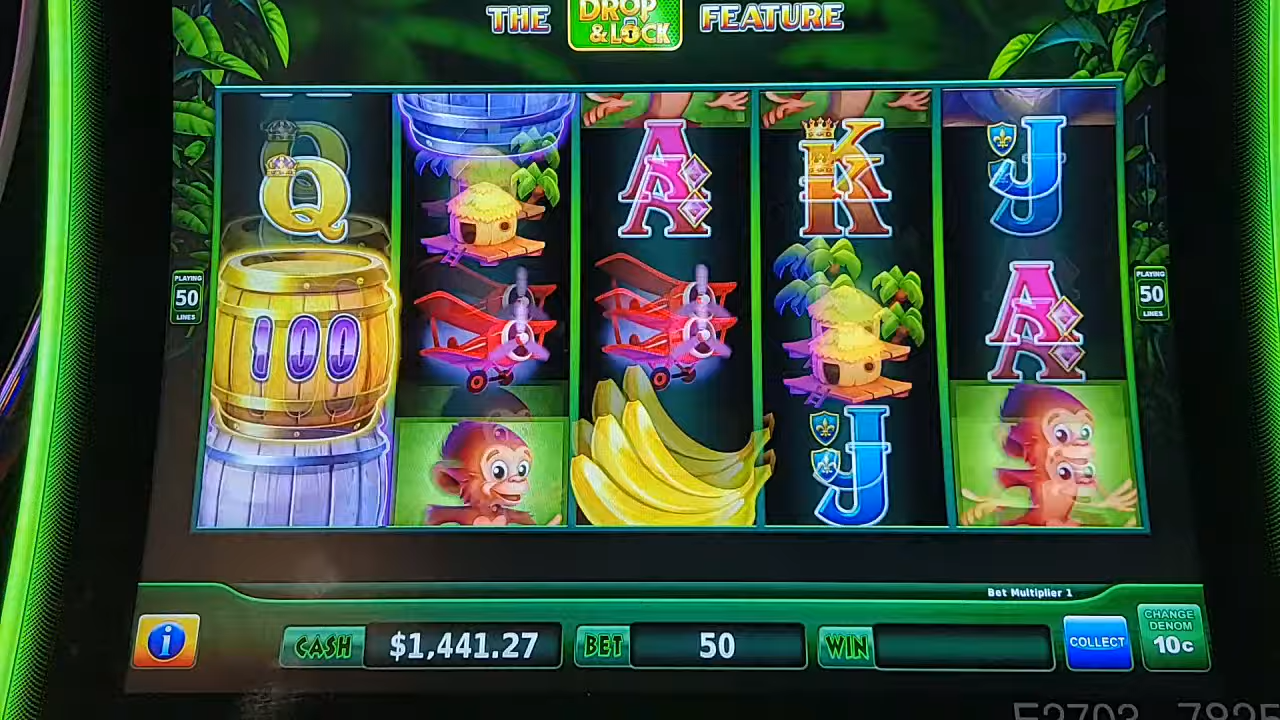 THE DROP & LOCK FEATURE
Q
A
K
J
PLAYING 50 LINES
100
A
PLAYING 50 LINES
J
Bet Multiplier 1
i
CASH $1,441.27
BET 50
WIN
COLLECT
CHANGE DENOM 10¢